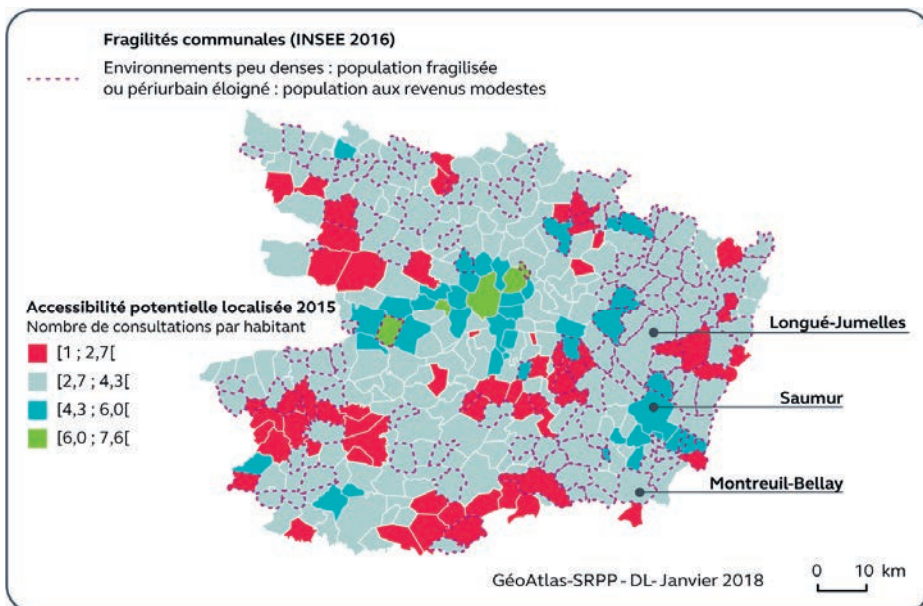 Fragilités communales (INSEE 2016)
Environnements peu denses : population fragilisée
ou périurbain éloigné : population aux revenus modestes
Accessibilité potentielle localisée 2015
Nombre de consultations par habitant
[1 ; 2,7[
[2,7 ; 4,3[
[4,3 ; 6,0[
[6,0 ; 7,6[
Longué-Jumelles
Saumur
Montreuil-Bellay
GéoAtlas-SRPP - DL- Janvier 2018
0 10 km